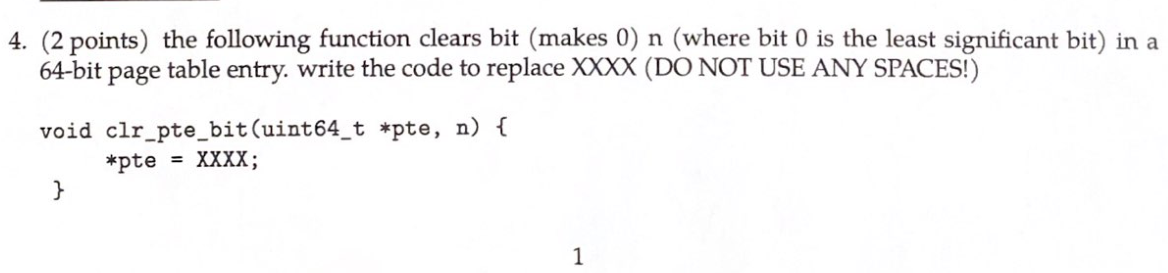 4. (2 points) the following function clears bit (makes 0) n (where bit 0 is the least significant bit) in a
64-bit page table entry. write the code to replace XXXX (DO NOT USE ANY SPACES!)
void clr_pte_bit(uint64_t *pte, n) {
*pte = XXXX;
}
1